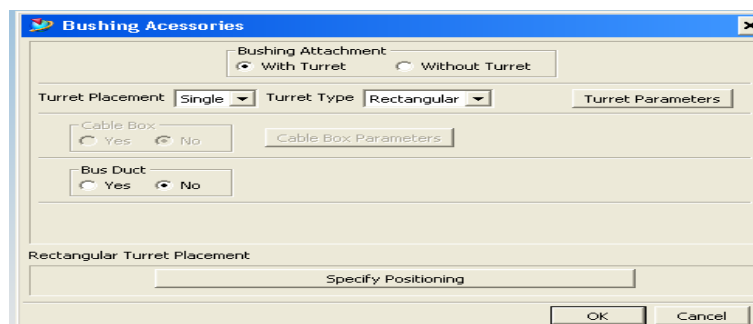 Bushing Acessories
Bushing Attachment
With Turret Without Turret
Turret Placement Single Turret Type Rectangular Turret Parameters
Cable Box
Yes No Cable Box Parameters
Bus Duct
Yes No
Rectangular Turret Placement
Specify Positioning
OK Cancel